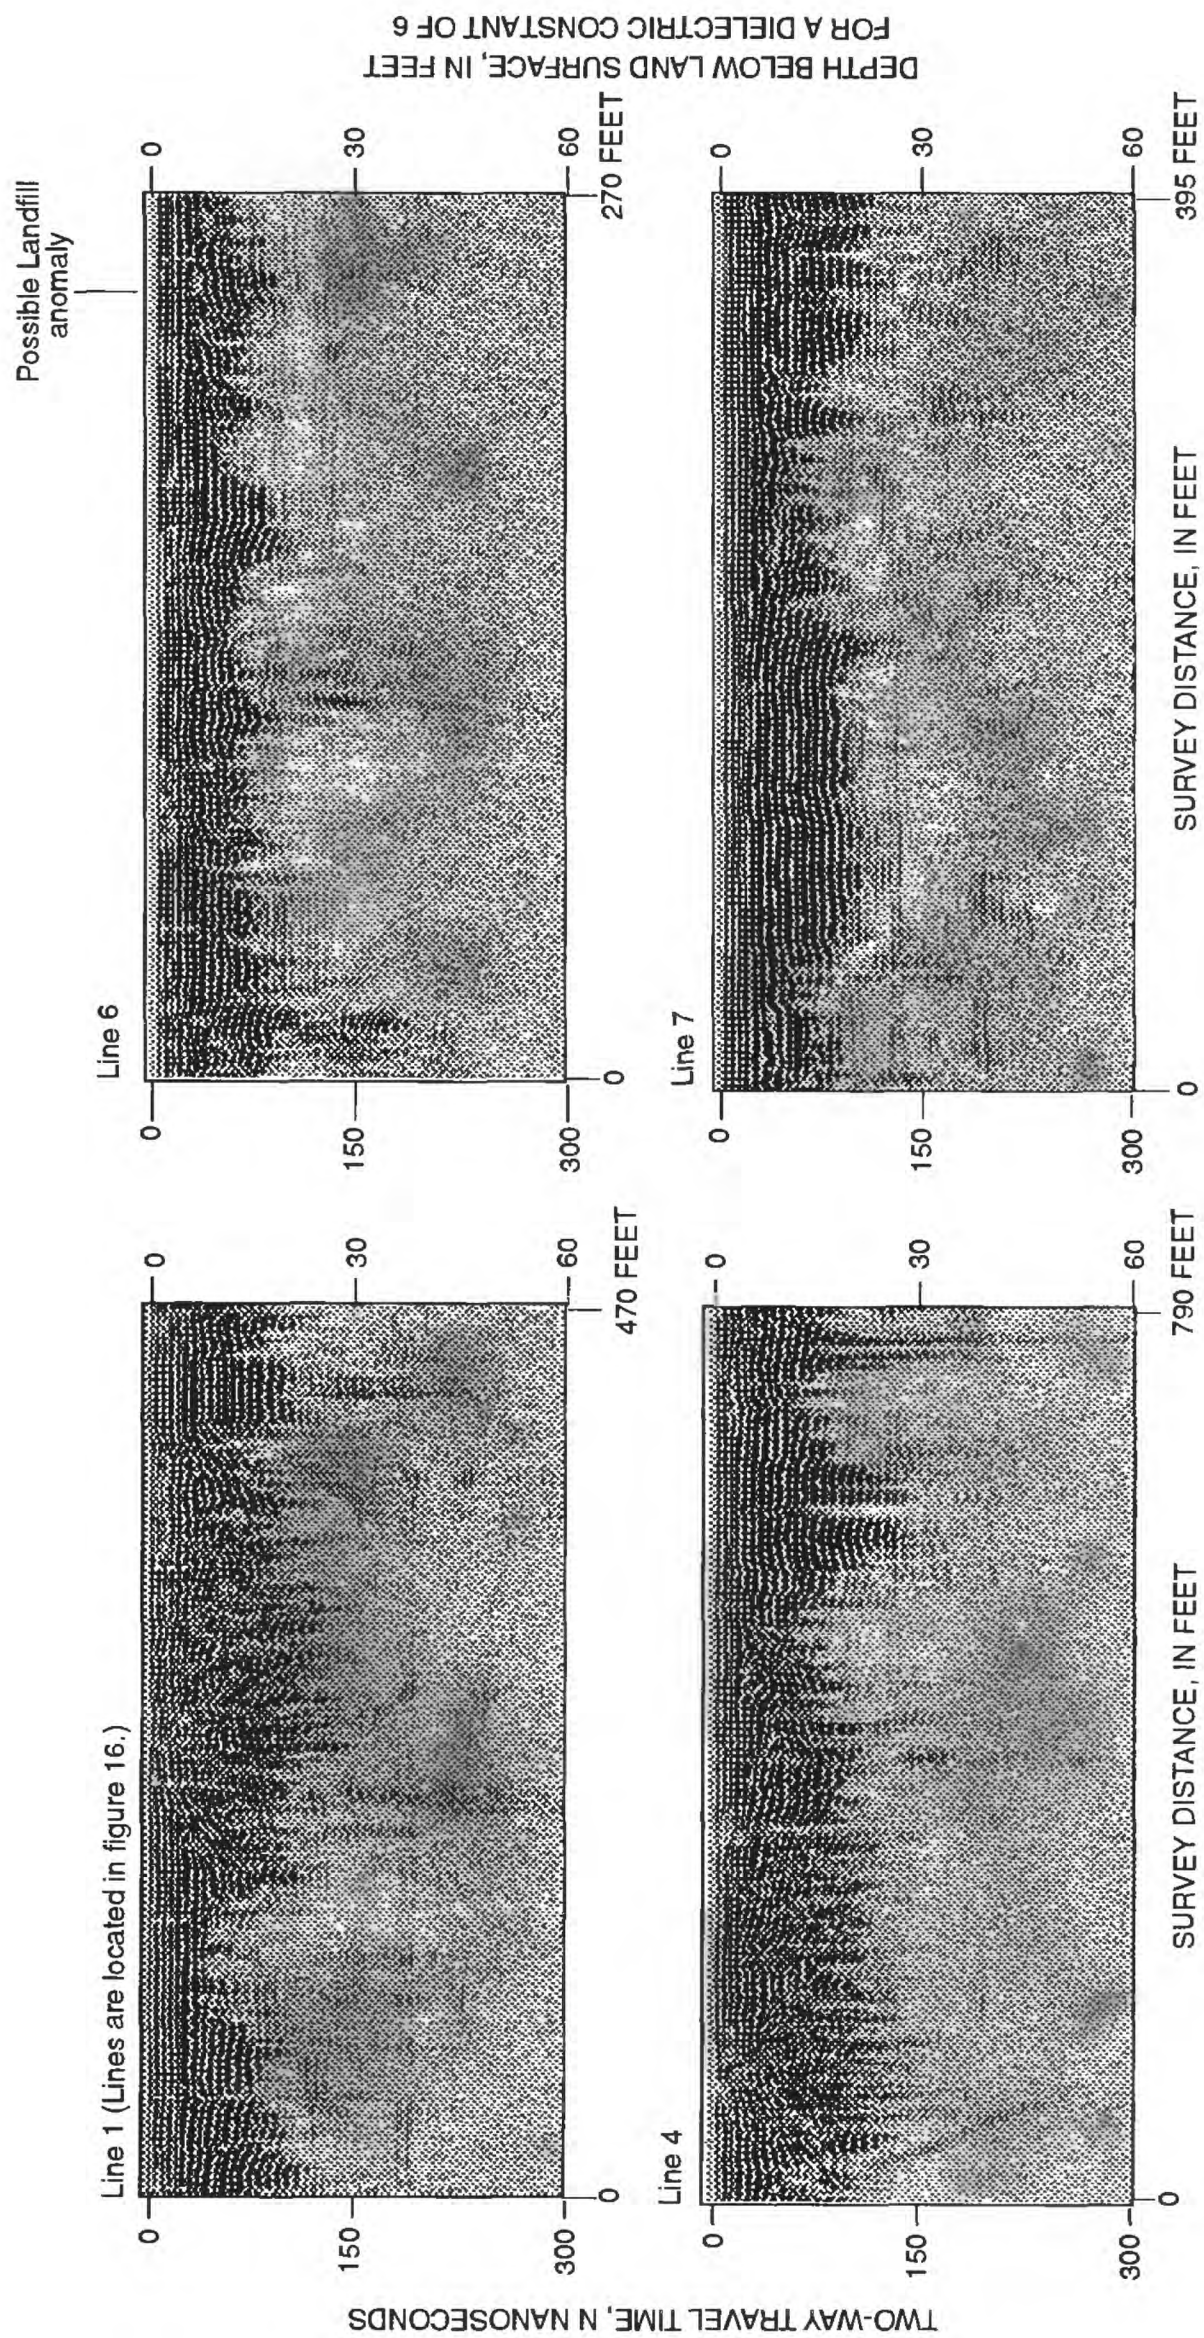 Line 1 (Lines are located in figure 16.)
0
150
300
0
30
60
0
470 FEET
Line 6
Possible Landfill
anomaly
0
150
300
0
30
60
0
270 FEET
Line 4
0
150
300
0
30
60
0
790 FEET
SURVEY DISTANCE, IN FEET
Line 7
0
150
300
0
30
60
0
395 FEET
SURVEY DISTANCE, IN FEET
TWO-WAY TRAVEL TIME, N NANOSECONDS
DEPTH BELOW LAND SURFACE, IN FEET
FOR A DIELECTRIC CONSTANT OF 6